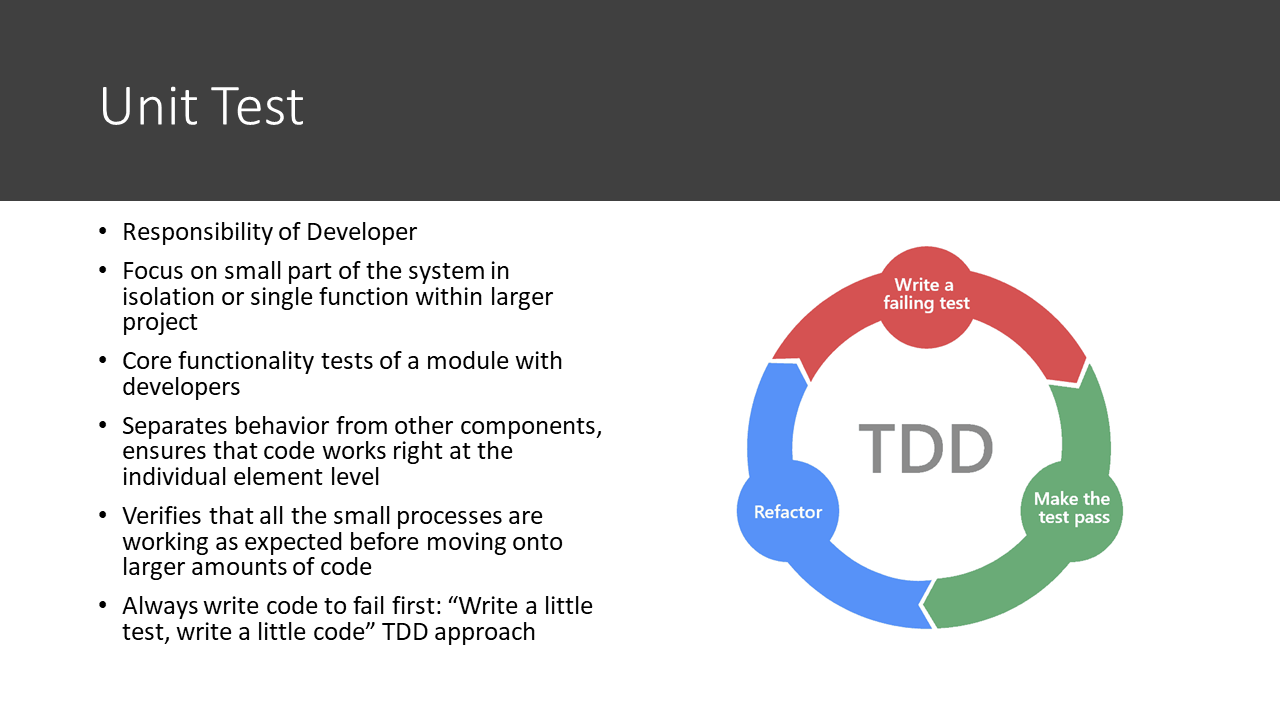 Unit Test
• Responsibility of Developer
• Focus on small part of the system in
isolation or single function within larger
project
• Core functionality tests of a module with
developers
• Separates behavior from other components,
ensures that code works right at the
individual element level
• Verifies that all the small processes are
working as expected before moving onto
larger amounts of code
• Always write code to fail first: “Write a little
test, write a little code” TDD approach
Write a
failing test
TDD
Make the
test pass
Refactor